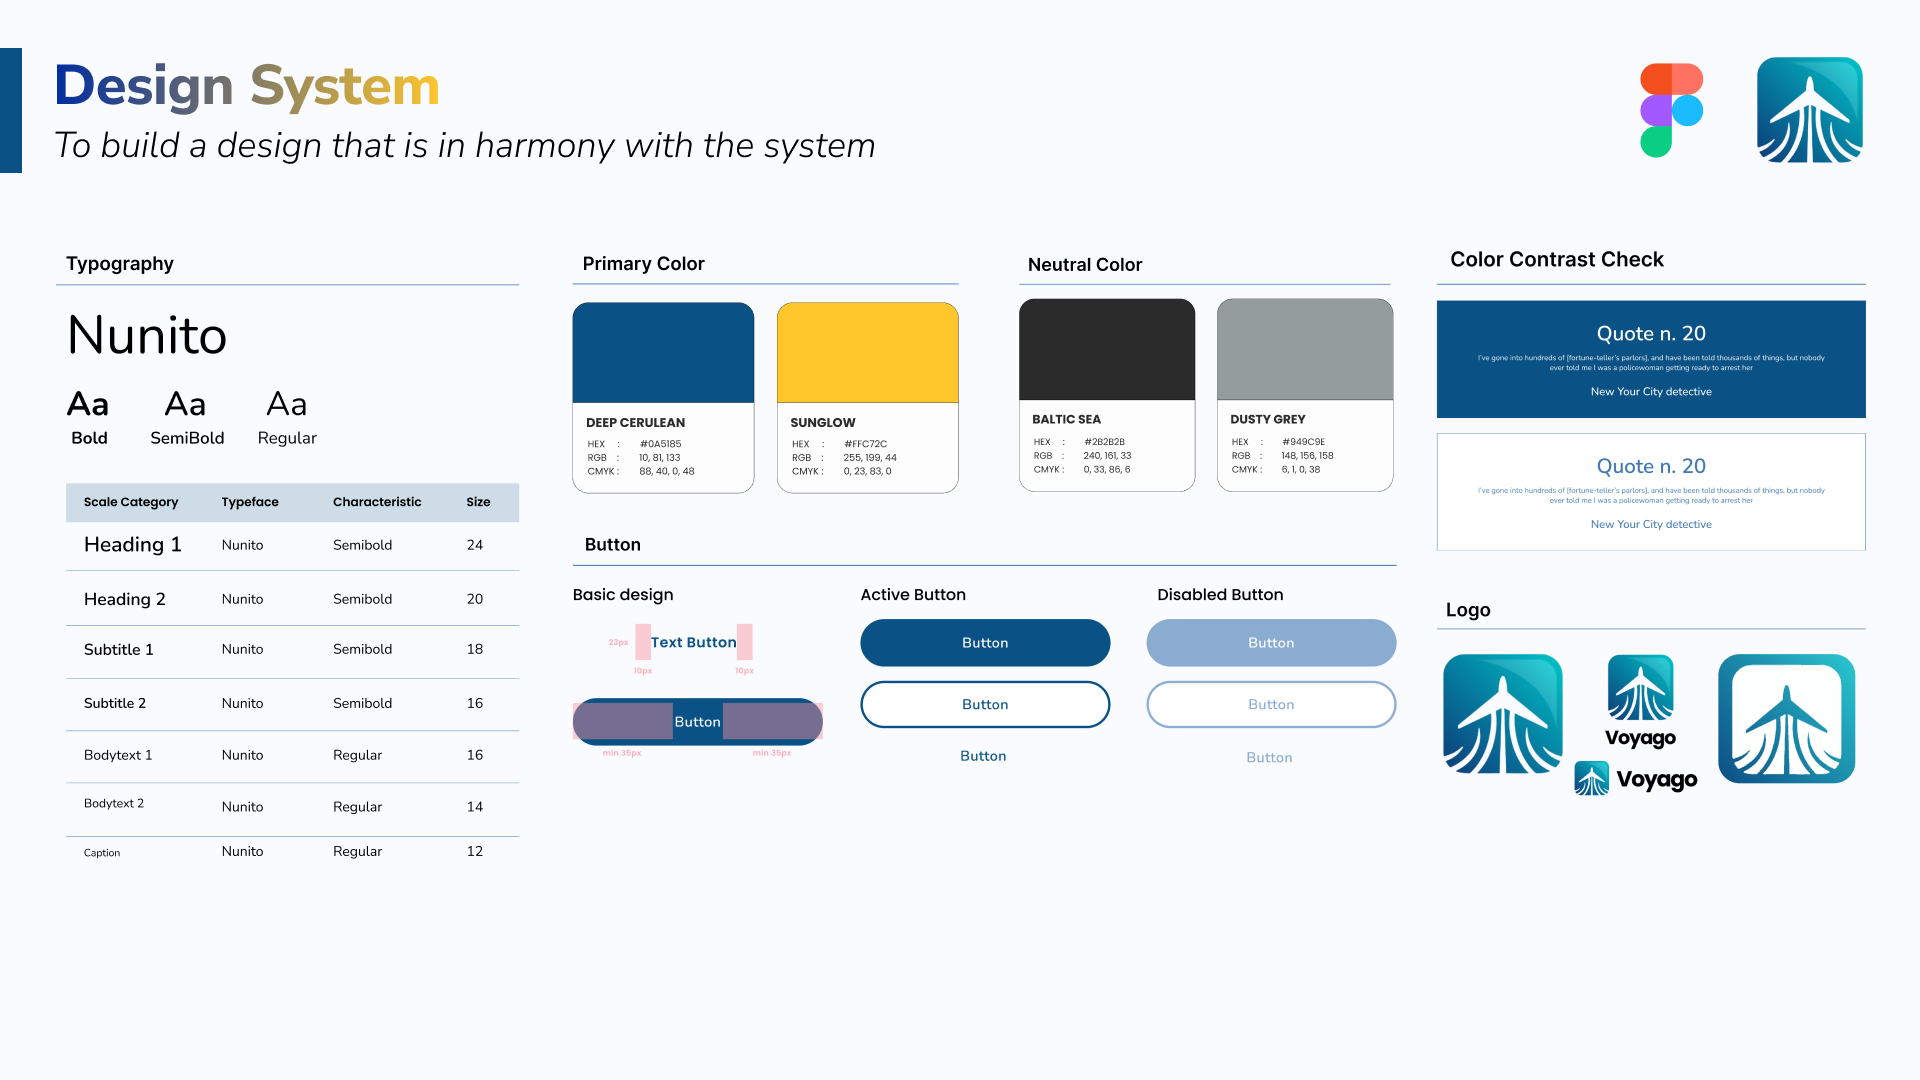 Design System
To build a design that is in harmony with the system
Typography
Nunito
Aa Aa Aa
Bold SemiBold Regular
Scale Category Typeface Characteristic Size
Heading 1 Nunito Semibold 24
Heading 2 Nunito Semibold 20
Subtitle 1 Nunito Semibold 18
Subtitle 2 Nunito Semibold 16
Bodytext 1 Nunito Regular 16
Bodytext 2 Nunito Regular 14
Caption Nunito Regular 12
Primary Color
DEEP CERULEAN
HEX : #0A5185
RGB : 10, 81, 133
CMYK : 88, 40, 0, 48
SUNGLOW
HEX : #FFC72C
RGB : 255, 199, 44
CMYK : 0, 23, 83, 0
Neutral Color
BALTIC SEA
HEX : #2B2B2B
RGB : 240, 161, 33
CMYK : 0, 33, 86, 6
DUSTY GREY
HEX : #949C9E
RGB : 148, 156, 158
CMYK : 6, 1, 0, 38
Button
Basic design
23px Text Button
10px 10px
Button
min 35px min 35px
Active Button
Button
Button
Button
Disabled Button
Button
Button
Button
Color Contrast Check
Quote n. 20
I've gone into hundreds of [fortune-teller's parlors], and have been told thousands of things, but nobody
ever told me I was a policewoman getting ready to arrest her
New Your City detective
Quote n. 20
I've gone into hundreds of [fortune-teller's parlors], and have been told thousands of things, but nobody
ever told me I was a policewoman getting ready to arrest her
New Your City detective
Logo
Voyago
Voyago